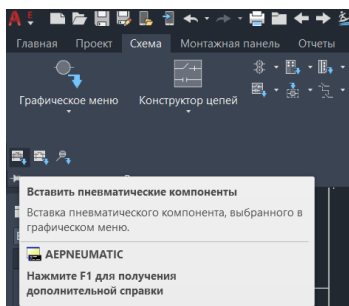 Главная Проект Схема Монтажная панель Отчеты
Графическое меню Конструктор цепей
Вставить пневматические компоненты
Вставка пневматического компонента, выбранного в
графическом меню.
AEPNEUMATIC
Нажмите F1 для получения
дополнительной справки